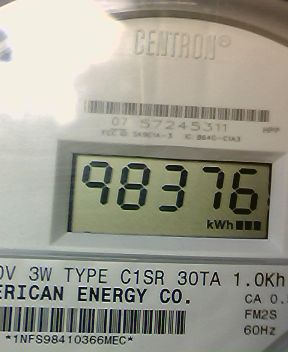 CENTRON®
07 57245311
HPP
98376
kWh
0V 3W TYPE C1SR 30TA 1.0Kh
ERICAN ENERGY CO.
CA 0.
FM2S
60Hz
*1NFS98410366MEC*